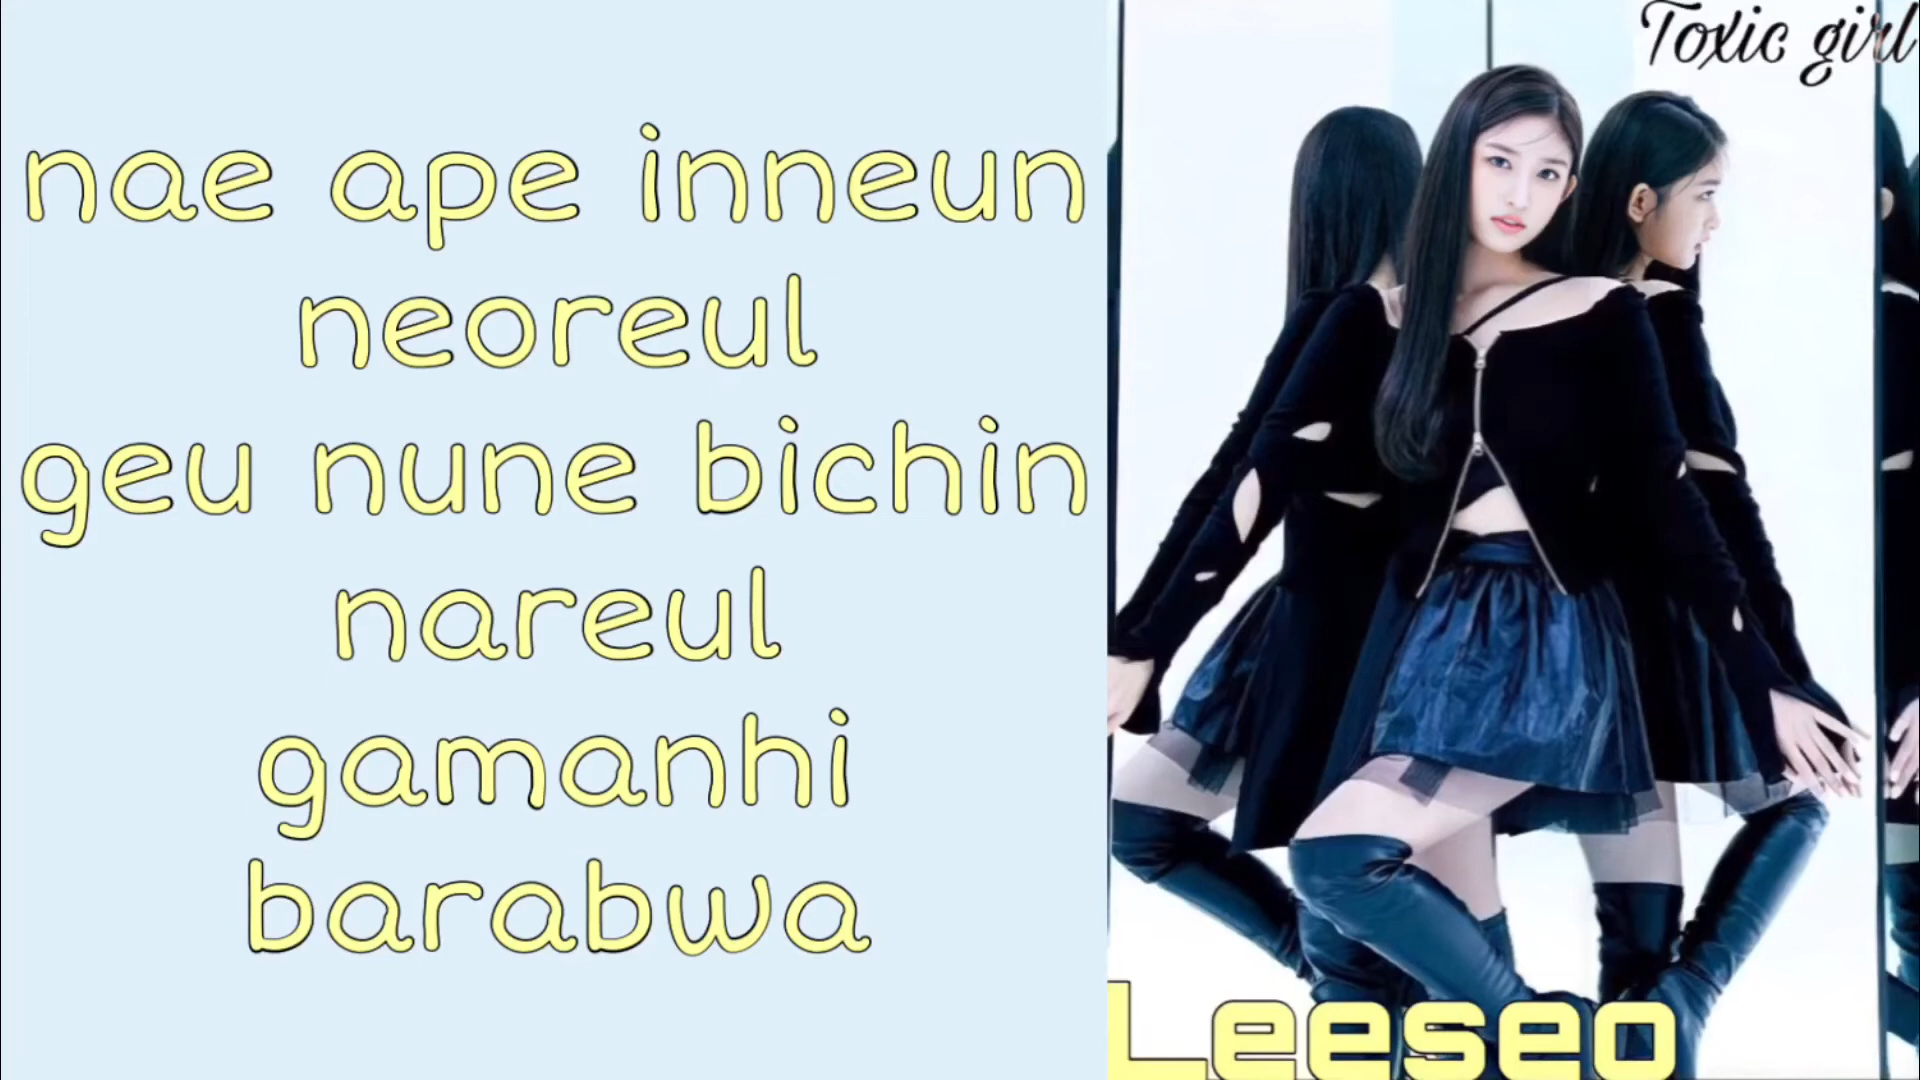 nae ape inneun
neoreul
geu nune bichin
nareul
gamanhi
barabwa
Toxic girl
Leeseo